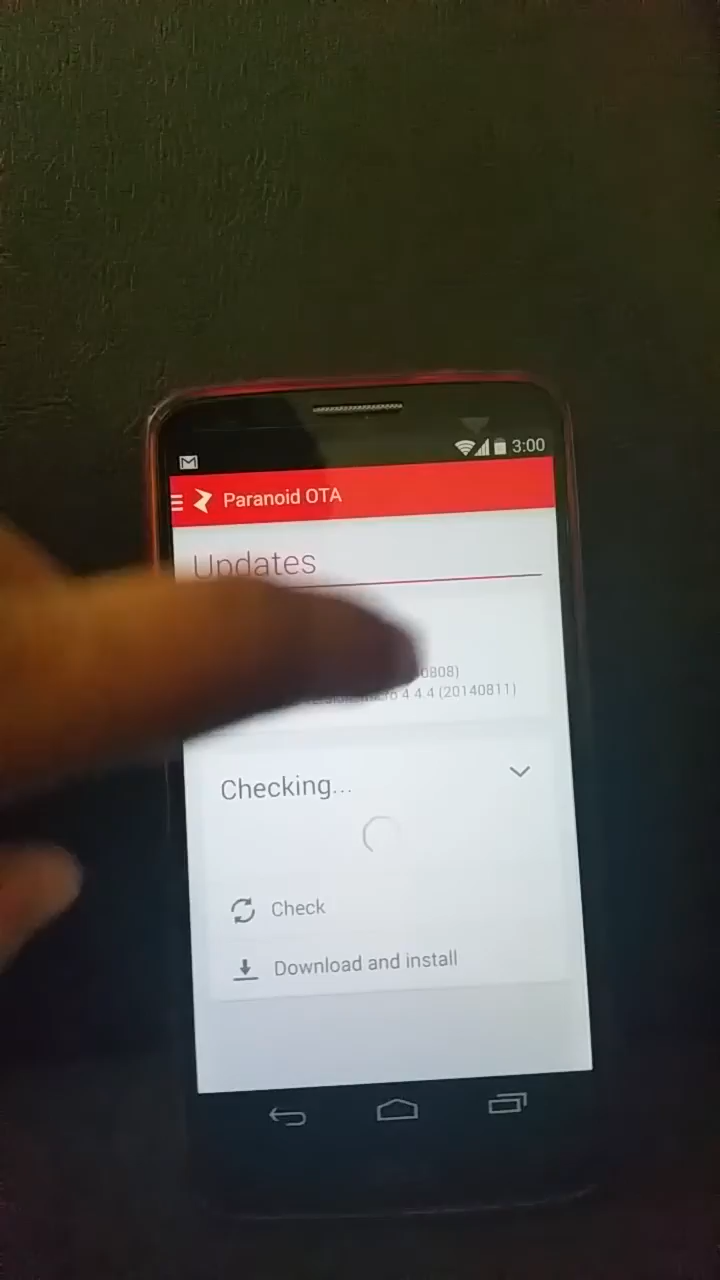 3:00
Paranoid OTA
Updates
0808)
4.4.4 (20140811)
Checking...
Check
Download and install